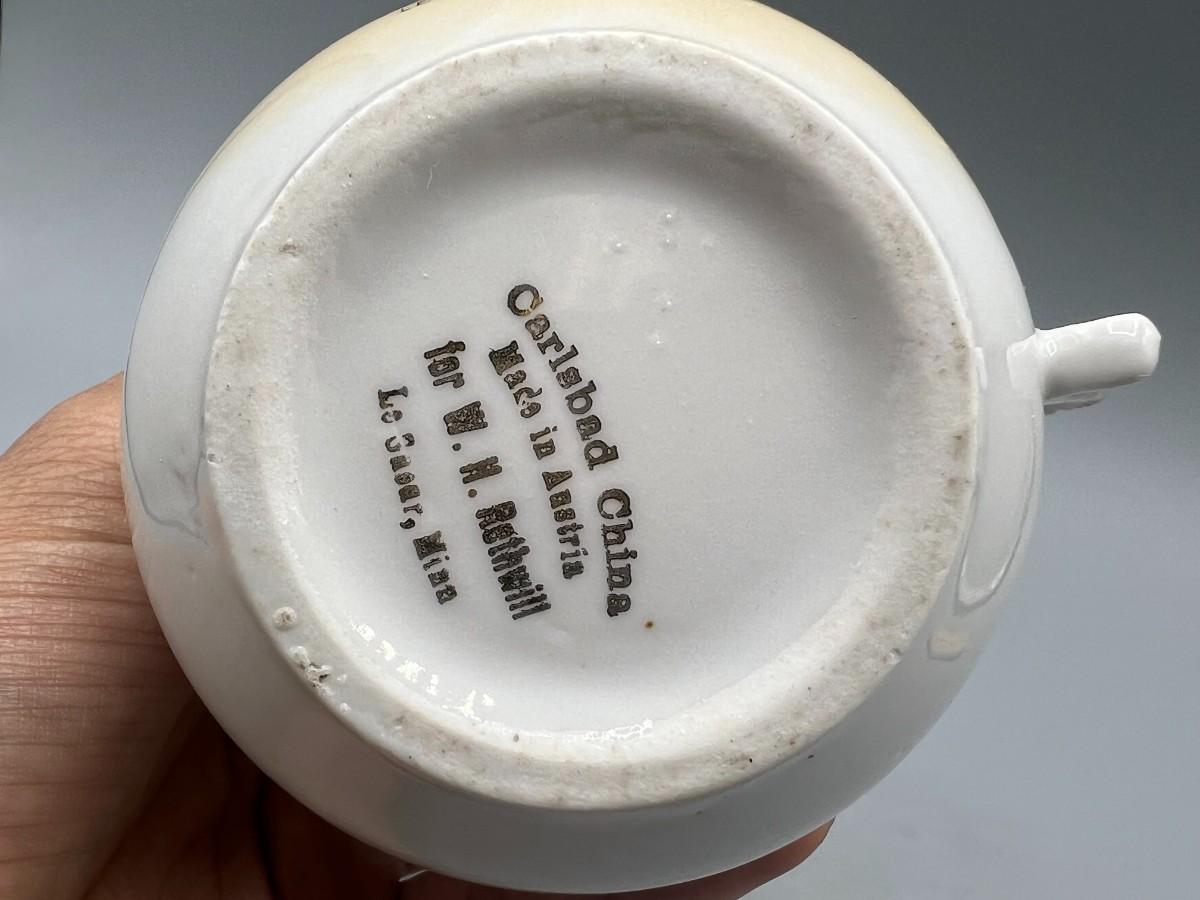 Carlsbad China
Made in Austria
for W. H. Rothwill
Le Sueur, Minn